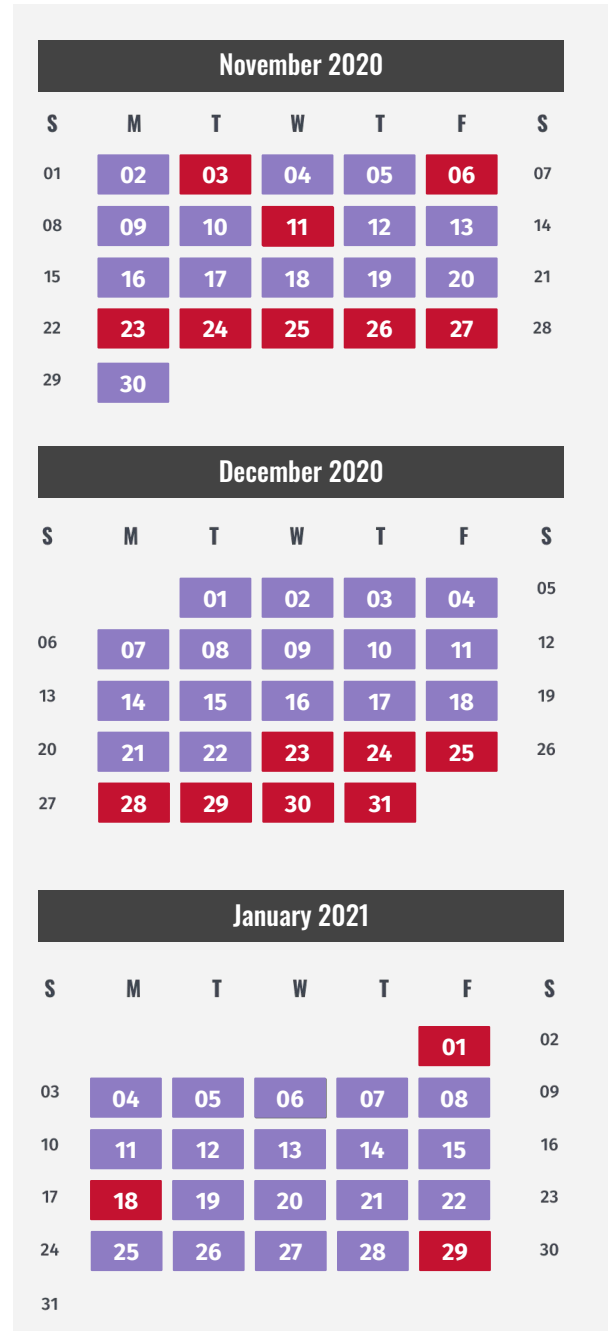 November 2020
S M T W T F S
01 02 03 04 05 06 07
08 09 10 11 12 13 14
15 16 17 18 19 20 21
22 23 24 25 26 27 28
29 30
December 2020
S M T W T F S
01 02 03 04 05
06 07 08 09 10 11 12
13 14 15 16 17 18 19
20 21 22 23 24 25 26
27 28 29 30 31
January 2021
S M T W T F S
01 02
03 04 05 06 07 08 09
10 11 12 13 14 15 16
17 18 19 20 21 22 23
24 25 26 27 28 29 30
31